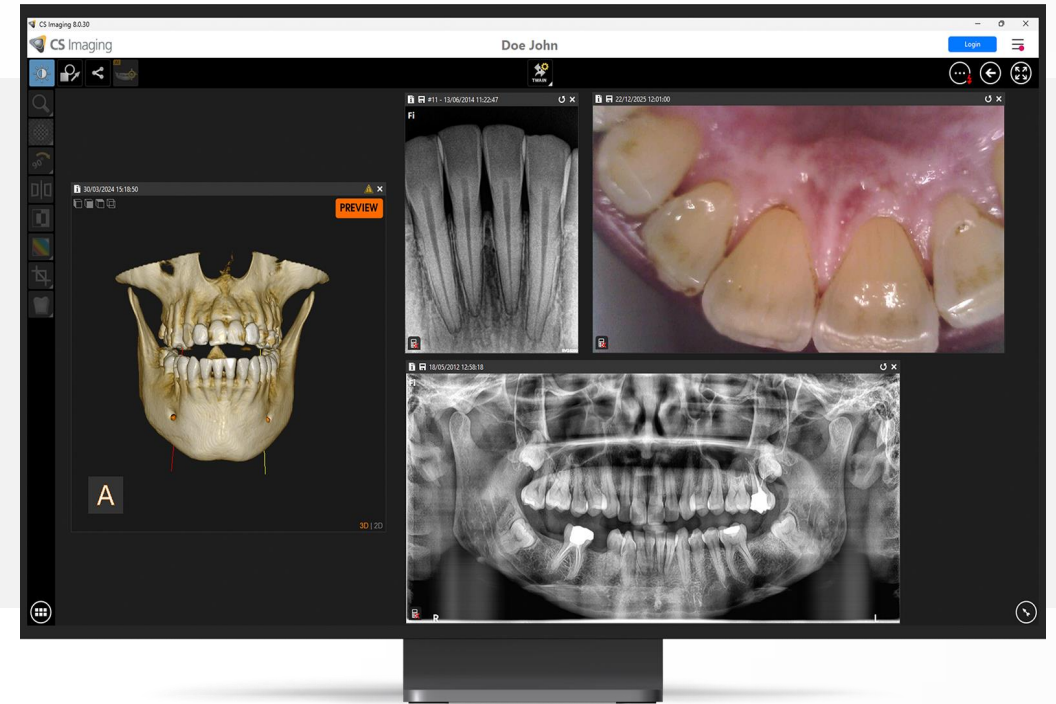 CS Imaging 8.0.30
CS Imaging
Doe John
Login
TWAIN
30/03/2024 15:18:50
PREVIEW
A
3D | 2D
#11 - 13/06/2014 11:22:47
Fi
22/12/2025 12:01:00
18/05/2012 12:58:18
Fi
R
L